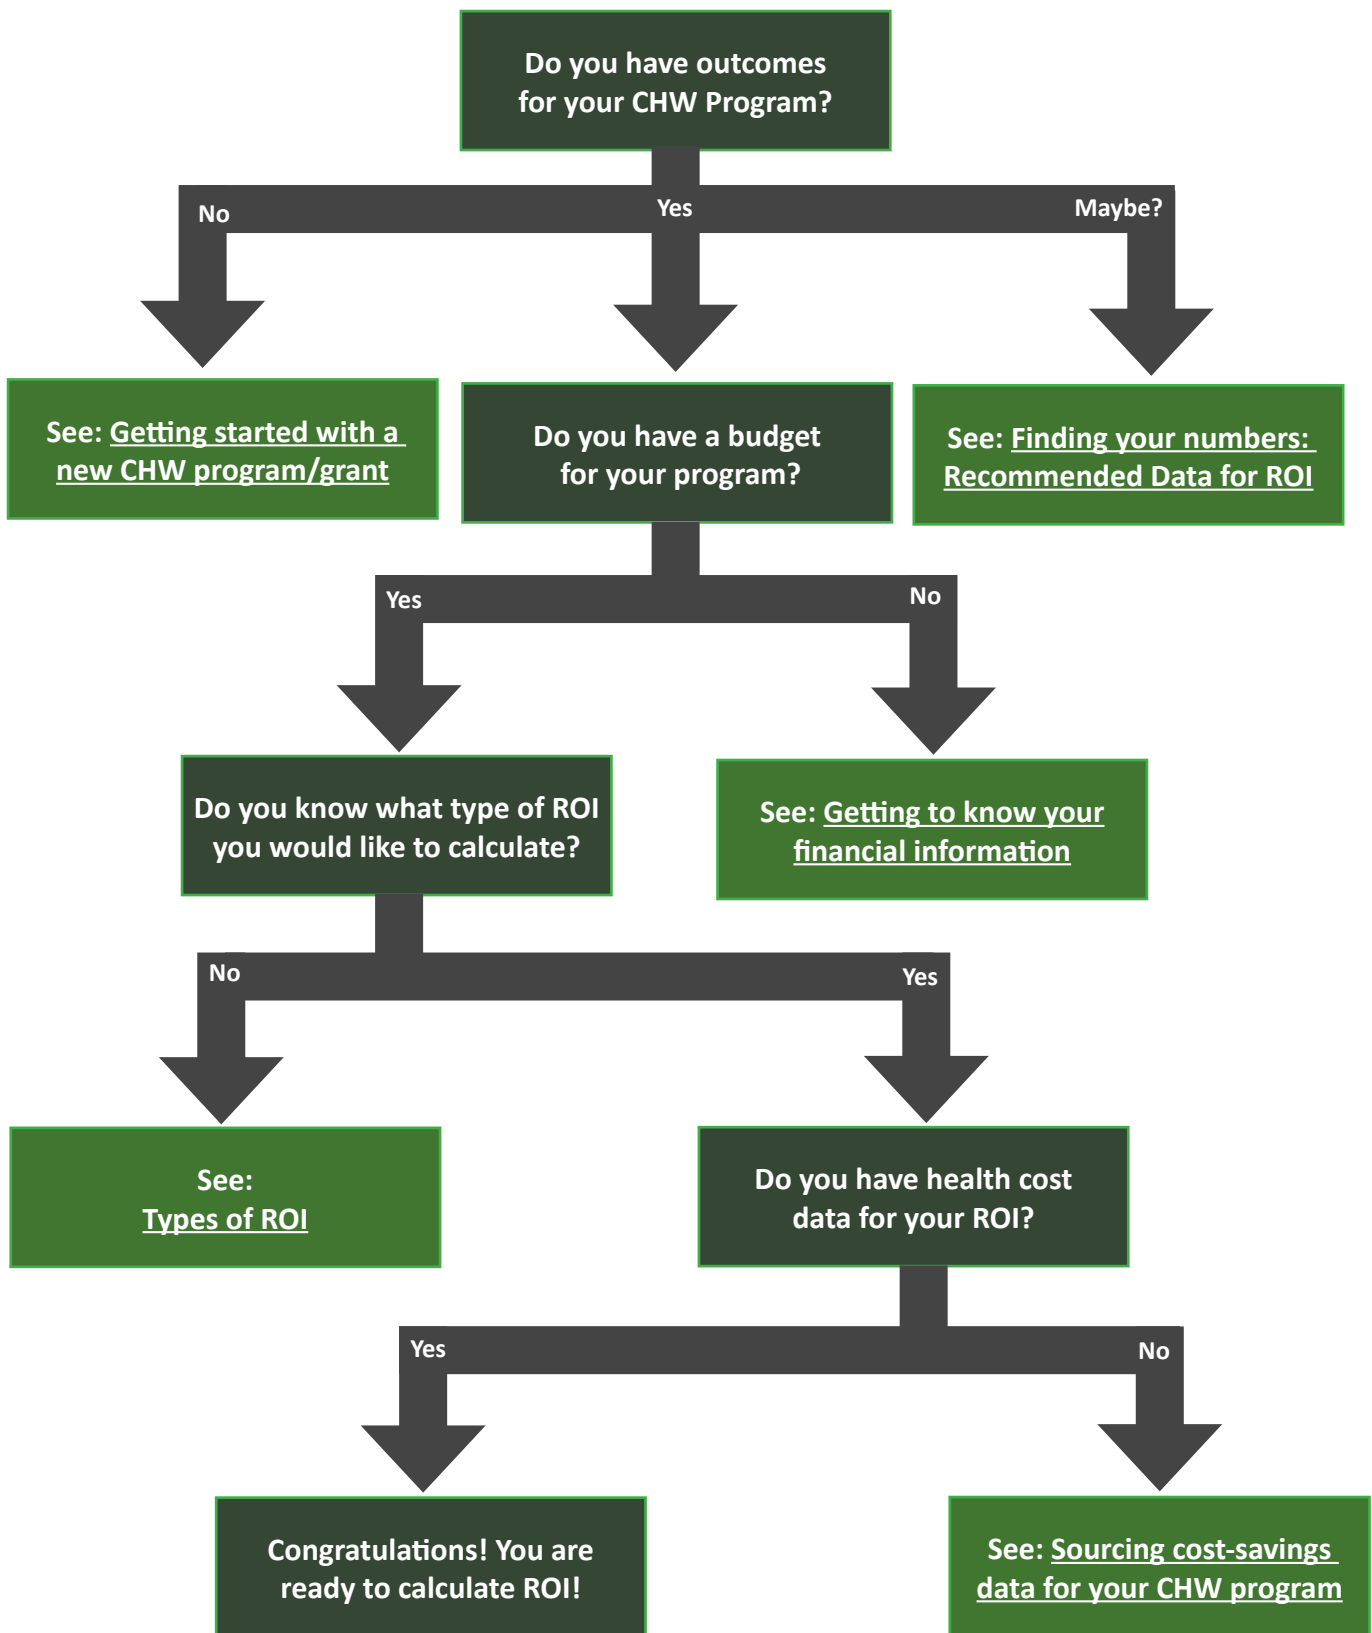 Do you have outcomes
for your CHW Program?
No
Yes
Maybe?
See: Getting started with a
new CHW program/grant
Do you have a budget
for your program?
See: Finding your numbers:
Recommended Data for ROI
Yes
No
Do you know what type of ROI
you would like to calculate?
See: Getting to know your
financial information
No
Yes
See:
Types of ROI
Do you have health cost
data for your ROI?
Yes
No
Congratulations! You are
ready to calculate ROI!
See: Sourcing cost-savings
data for your CHW program